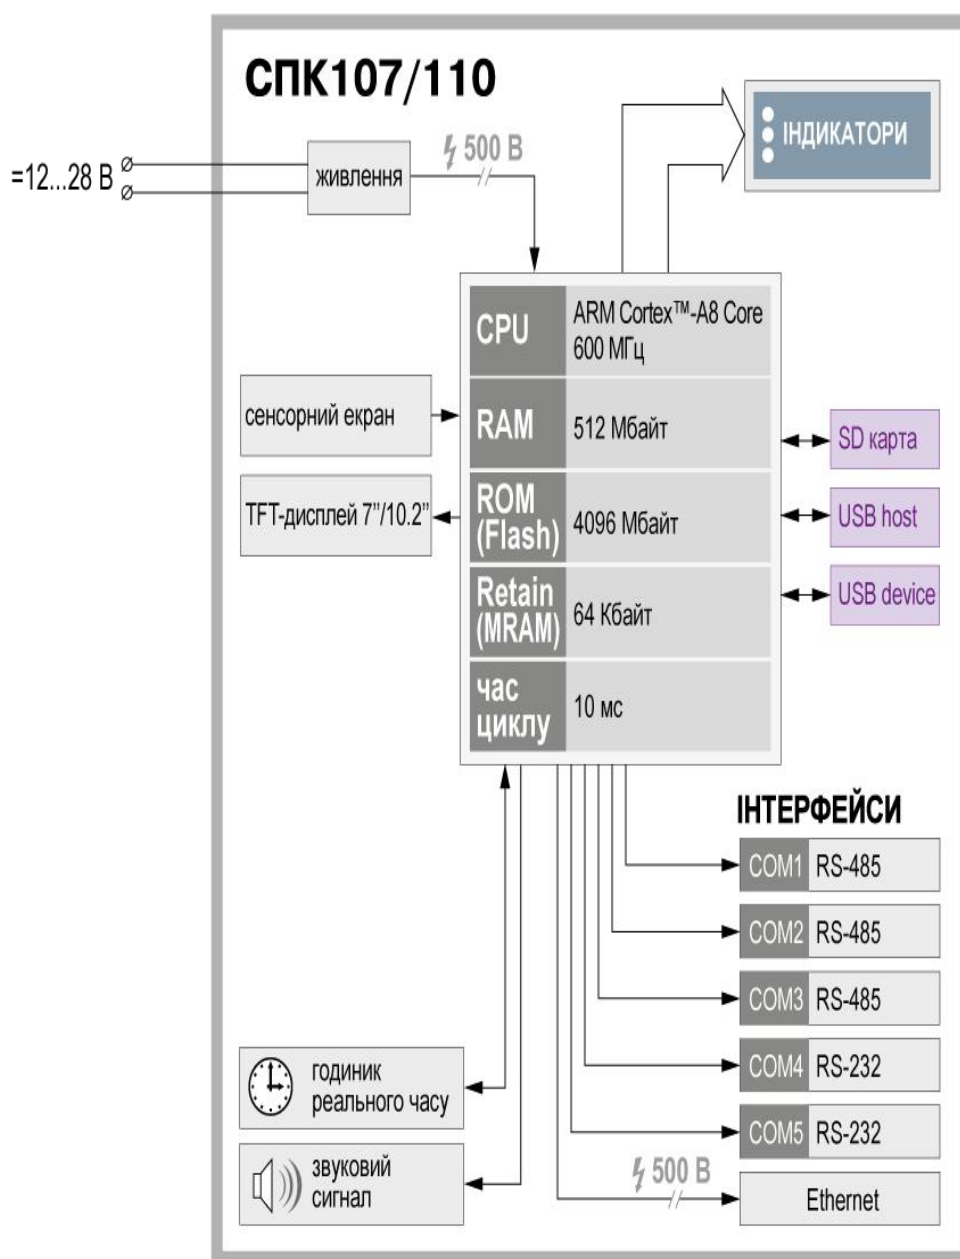 СПК107/110
=12...28 В
живлення
500 В
ІНДИКАТОРИ
CPU
ARM Cortex™-A8 Core
600 МГц
RAM
512 Мбайт
ROM
(Flash)
4096 Мбайт
Retain
(MRAM)
64 Кбайт
час
циклу
10 мс
сенсорний екран
TFT-дисплей 7”/10.2”
SD карта
USB host
USB device
ІНТЕРФЕЙСИ
COM1 RS-485
COM2 RS-485
COM3 RS-485
COM4 RS-232
COM5 RS-232
500 В
Ethernet
годиник
реального часу
звуковий
сигнал